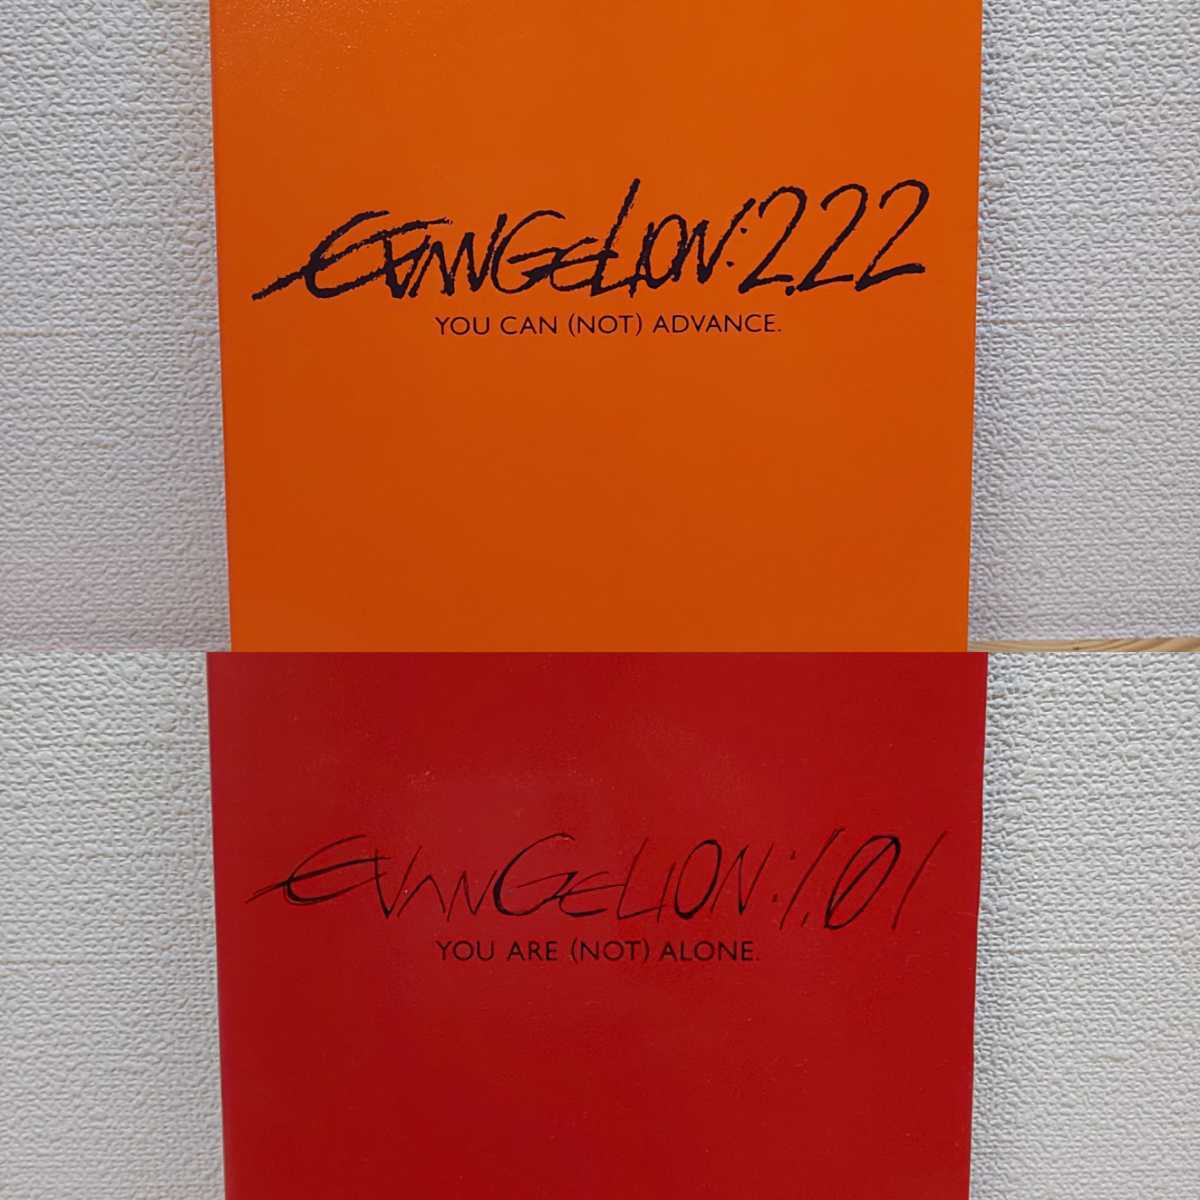 EVANGELION:2.22
YOU CAN (NOT) ADVANCE.
EVANGELION:1.01
YOU ARE (NOT) ALONE.